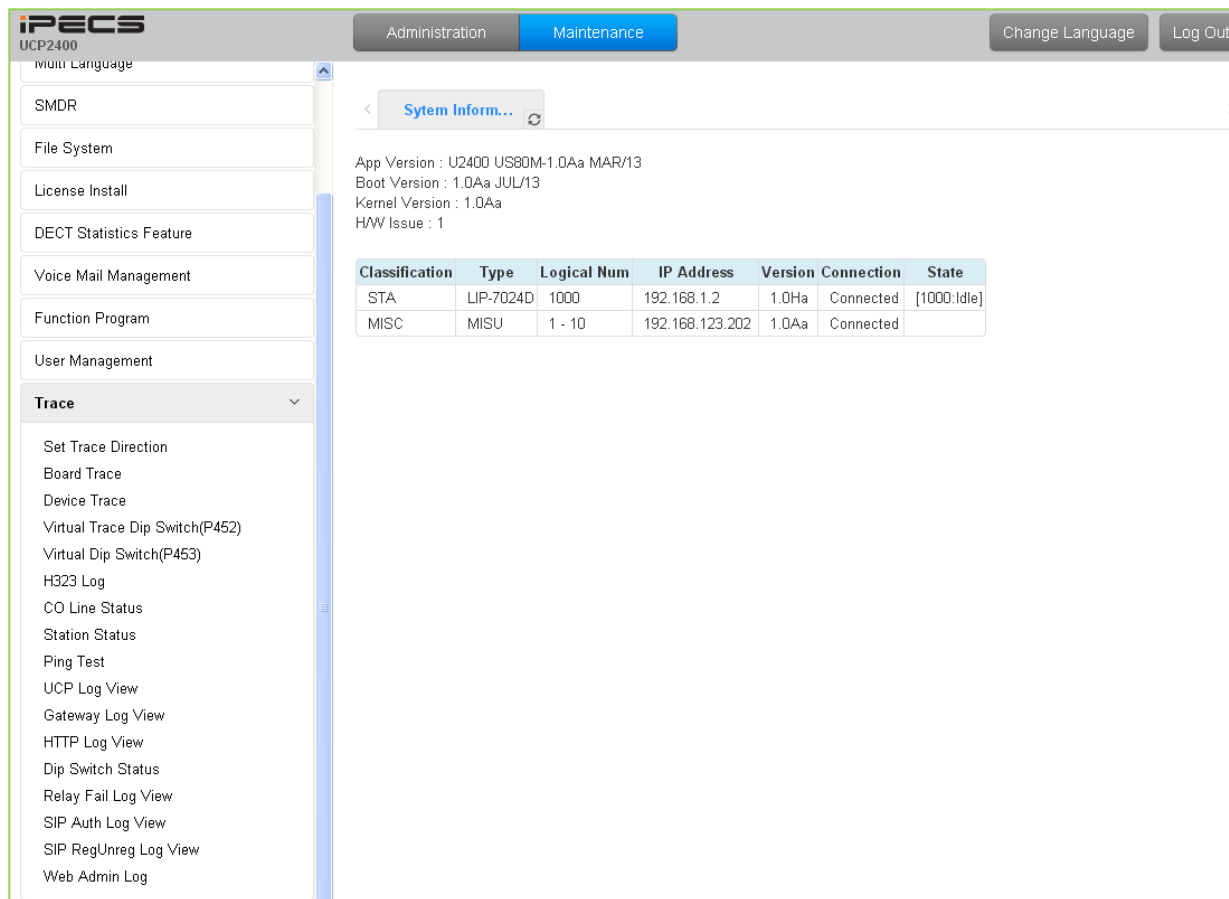 iPECS
UCP2400
Administration
Maintenance
Change Language
Log Out
Multi Language
SMDR
File System
License Install
DECT Statistics Feature
Voice Mail Management
Function Program
User Management
Trace
Set Trace Direction
Board Trace
Device Trace
Virtual Trace Dip Switch(P452)
Virtual Dip Switch(P453)
H323 Log
CO Line Status
Station Status
Ping Test
UCP Log View
Gateway Log View
HTTP Log View
Dip Switch Status
Relay Fail Log View
SIP Auth Log View
SIP RegUnreg Log View
Web Admin Log
Sytem Inform...
App Version : U2400 US80M-1.0Aa MAR/13
Boot Version : 1.0Aa JUL/13
Kernel Version : 1.0Aa
H/W Issue : 1
Classification Type Logical Num IP Address Version Connection State
STA LIP-7024D 1000 192.168.1.2 1.0Ha Connected [1000:Idle]
MISC MISU 1 - 10 192.168.123.202 1.0Aa Connected